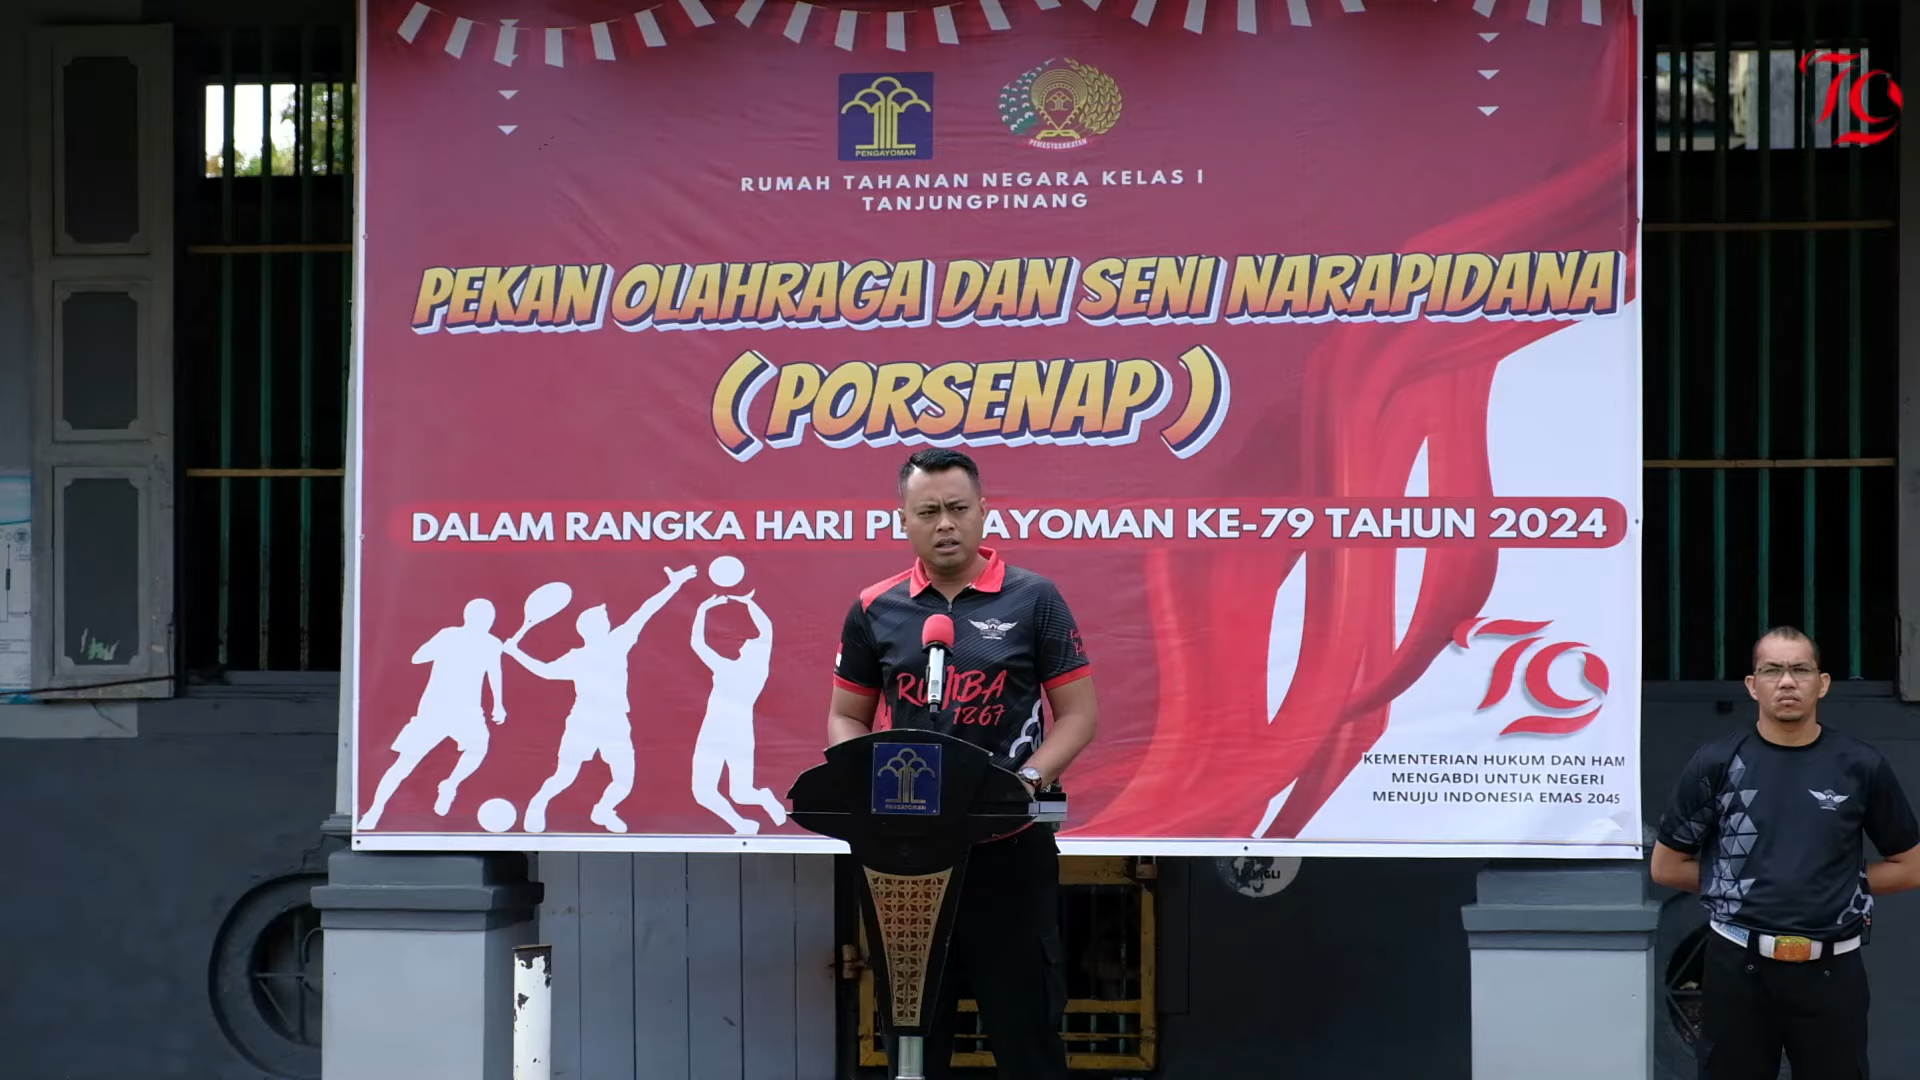 PENGAYOMAN
PEMASYARAKATAN
RUMAH TAHANAN NEGARA KELAS I
TANJUNGPINANG
PEKAN OLAHRAGA DAN SENI NARAPIDANA
( PORSENAP )
DALAM RANGKA HARI PE AYOMAN KE-79 TAHUN 2024
79
KEMENTERIAN HUKUM DAN HAM
MENGABDI UNTUK NEGERI
MENUJU INDONESIA EMAS 2045
1867
PENGAYOMAN
79